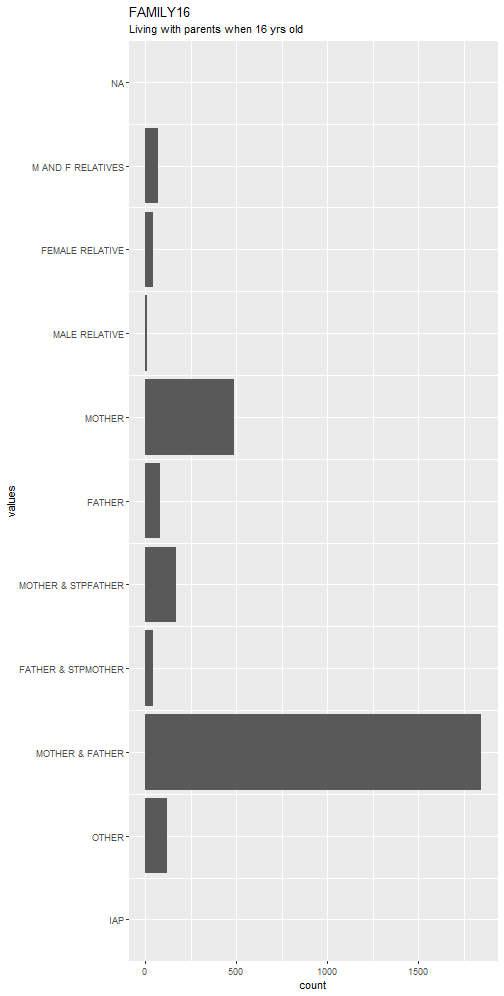 FAMILY16
Living with parents when 16 yrs old
NA
M AND F RELATIVES
FEMALE RELATIVE
MALE RELATIVE
MOTHER
FATHER
MOTHER & STPFATHER
FATHER & STPMOTHER
MOTHER & FATHER
OTHER
IAP
values
0 500 1000 1500
count